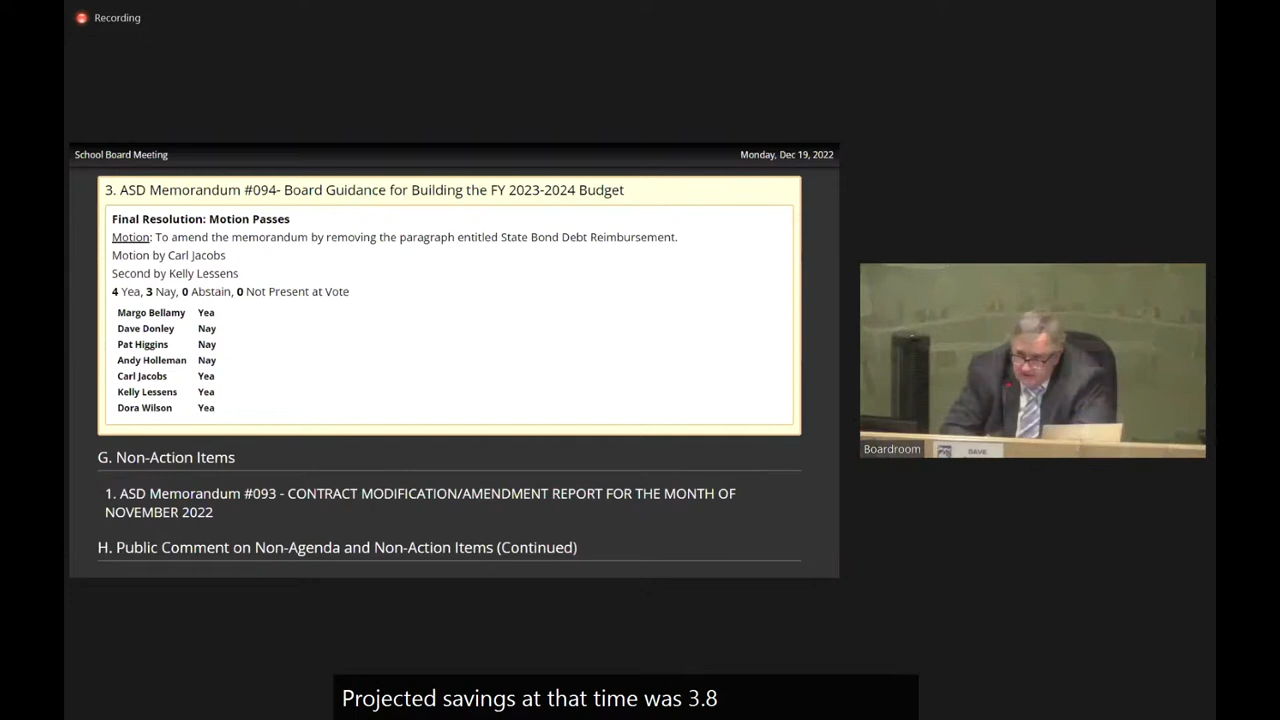 Recording
School Board Meeting
Monday, Dec 19, 2022
3. ASD Memorandum #094- Board Guidance for Building the FY 2023-2024 Budget
Final Resolution: Motion Passes
Motion: To amend the memorandum by removing the paragraph entitled State Bond Debt Reimbursement.
Motion by Carl Jacobs
Second by Kelly Lessens
4 Yea, 3 Nay, 0 Abstain, 0 Not Present at Vote
Margo Bellamy Yea
Dave Donley Nay
Pat Higgins Nay
Andy Holleman Nay
Carl Jacobs Yea
Kelly Lessens Yea
Dora Wilson Yea
G. Non-Action Items
1. ASD Memorandum #093 - CONTRACT MODIFICATION/AMENDMENT REPORT FOR THE MONTH OF
NOVEMBER 2022
H. Public Comment on Non-Agenda and Non-Action Items (Continued)
DAVE
Boardroom
Projected savings at that time was 3.8